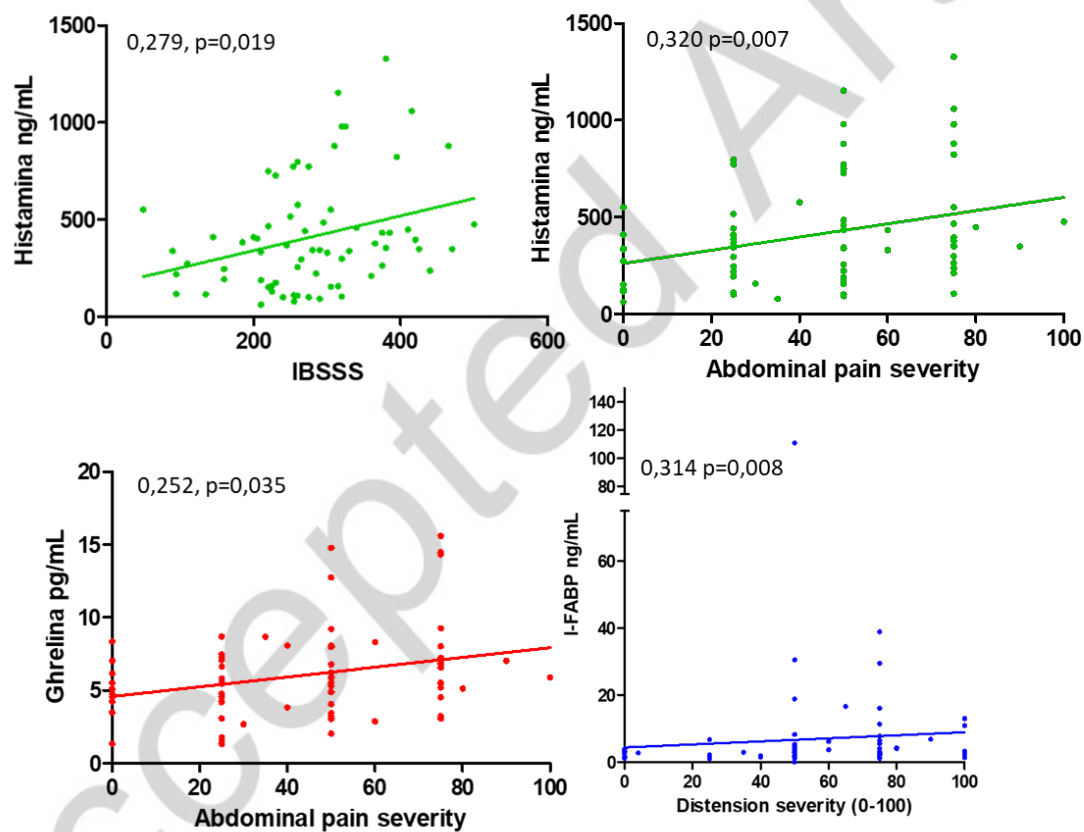 1500
1000
500
0
0,279, p=0,019
Histamina ng/mL
0 200 400 600
IBSSS
1500
1000
500
0
0,320 p=0,007
Histamina ng/mL
0 20 40 60 80 100
Abdominal pain severity
20
15
10
5
0
0,252, p=0,035
Ghrelina pg/mL
0 20 40 60 80 100
Abdominal pain severity
140
120
100
80
60
40
20
0
0,314 p=0,008
I-FABP ng/mL
0 20 40 60 80 100
Distension severity (0-100)
ccepted Ar